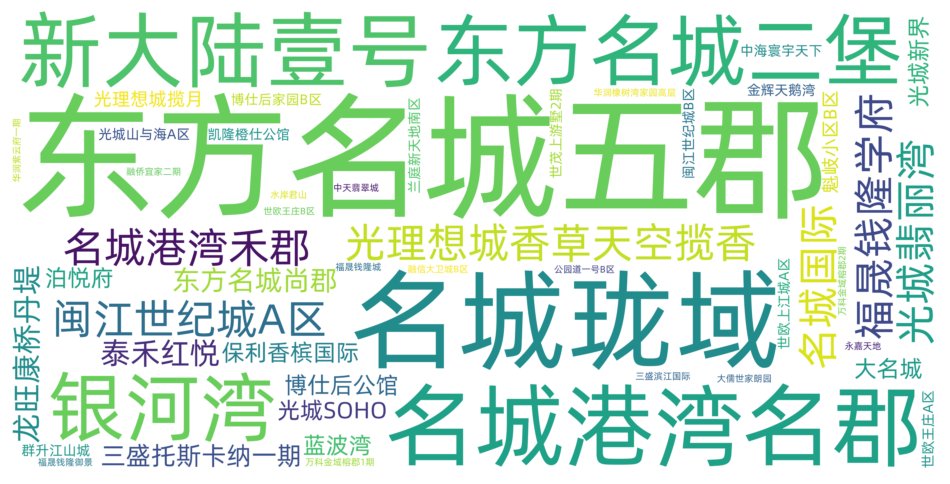 新大陆壹号
东方名城二堡
中海寰宇天下
光城新界
光理想城揽月
博仕后家园B区
华润橡树湾家园高层
金辉天鹅湾
东方名城五郡
光城山与海A区
凯隆橙仕公馆
兰庭新天地南区
世茂上游墅2期
闽江世纪城B区
魁岐小区B区
华润紫云府一期
融侨宜家二期
中天翡翠城
水岸君山
世欧王庄B区
福晟钱隆学府
光城翡丽湾
名城港湾禾郡
光理想城香草天空揽香
名城国际
万科金域榕郡2期
泊悦府
东方名城尚郡
福晟钱隆城
融信大卫城B区
公园道一号B区
世欧上江城A区
龙旺康桥丹堤
闽江世纪城A区
名城珑域
永嘉天地
泰禾红悦
保利香槟国际
大名城
银河湾
博仕后公馆
三盛滨江国际
大儒世家朗园
光城SOHO
名城港湾名郡
世欧王庄A区
群升江山城
蓝波湾
福晟钱隆御景
三盛托斯卡纳一期
万科金域榕郡1期